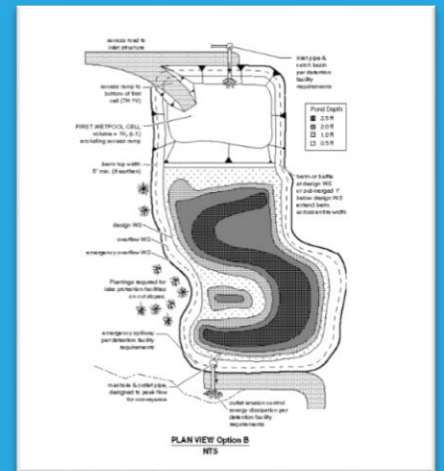 access road to
inlet structure
inlet pipe &
catch basin
per detention
facility
requirements
access ramp to
bottom of first
cell (7H:1V)
FIRST WETPOOL CELL
excluding access ramp
berm top width
5' min. (if earthen)
Pond Depth
2.5 ft
2.0 ft
1.0 ft
0.5 ft
berm or baffle
at design WS
or submerged 1'
below design WS
extend berm
across entire width
design WS
overflow WS
emergency overflow WS
Plantings required for
lake protection facilities
on cut slopes
emergency spillway
per detention facility
requirements
manhole & outlet pipe,
designed to pass peak flow
for conveyance
outlet erosion control
energy dissipation per
detention facility
requirements
PLAN VIEW Option B
NTS